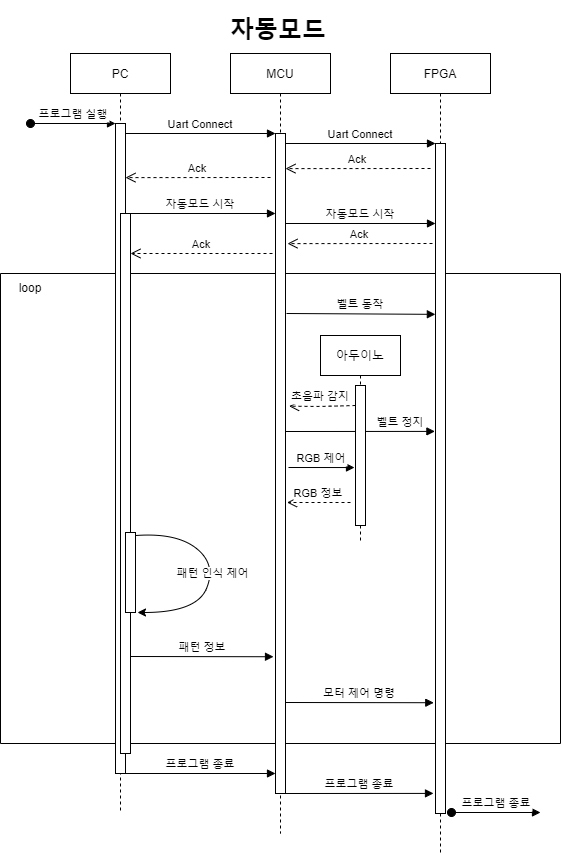 자동모드
PC
MCU
FPGA
프로그램 실행
Uart Connect
Uart Connect
Ack
Ack
자동모드 시작
자동모드 시작
Ack
Ack
loop
벨트 동작
아두이노
초음파 감지
벨트 정지
RGB 제어
RGB 정보
패턴 인식 제어
패턴 정보
모터 제어 명령
프로그램 종료
프로그램 종료
프로그램 종료